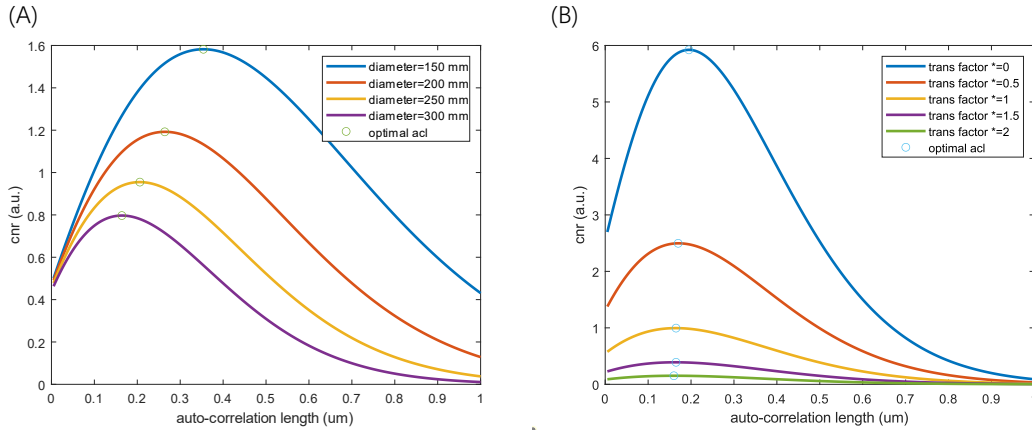 (A)
1.6
1.4
1.2
1
0.8
0.6
0.4
0.2
0
cnr (a.u.)
0 0.1 0.2 0.3 0.4 0.5 0.6 0.7 0.8 0.9 1
auto-correlation length (um)
diameter=150 mm
diameter=200 mm
diameter=250 mm
diameter=300 mm
optimal acl
(B)
6
5
4
3
2
1
0
cnr (a.u.)
0 0.1 0.2 0.3 0.4 0.5 0.6 0.7 0.8 0.9 1
auto-correlation length (um)
trans factor *=0
trans factor *=0.5
trans factor *=1
trans factor *=1.5
trans factor *=2
optimal acl